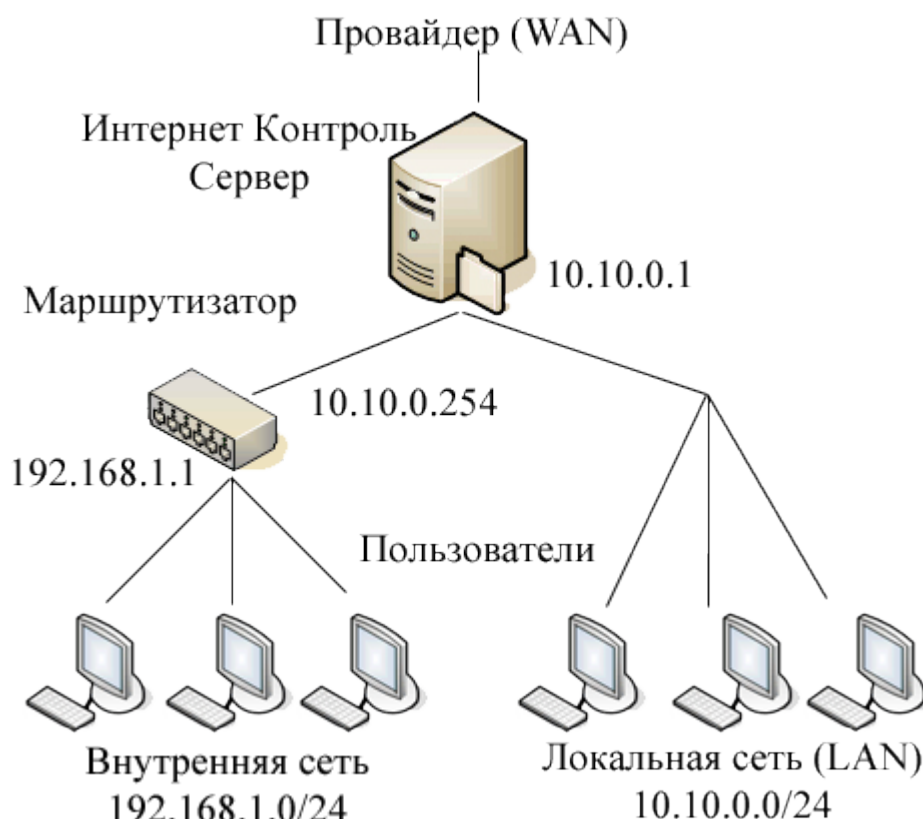 Провайдер (WAN)
Интернет Контроль
Сервер
10.10.0.1
Маршрутизатор
10.10.0.254
192.168.1.1
Пользователи
Внутренняя сеть
192.168.1.0/24
Локальная сеть (LAN)
10.10.0.0/24